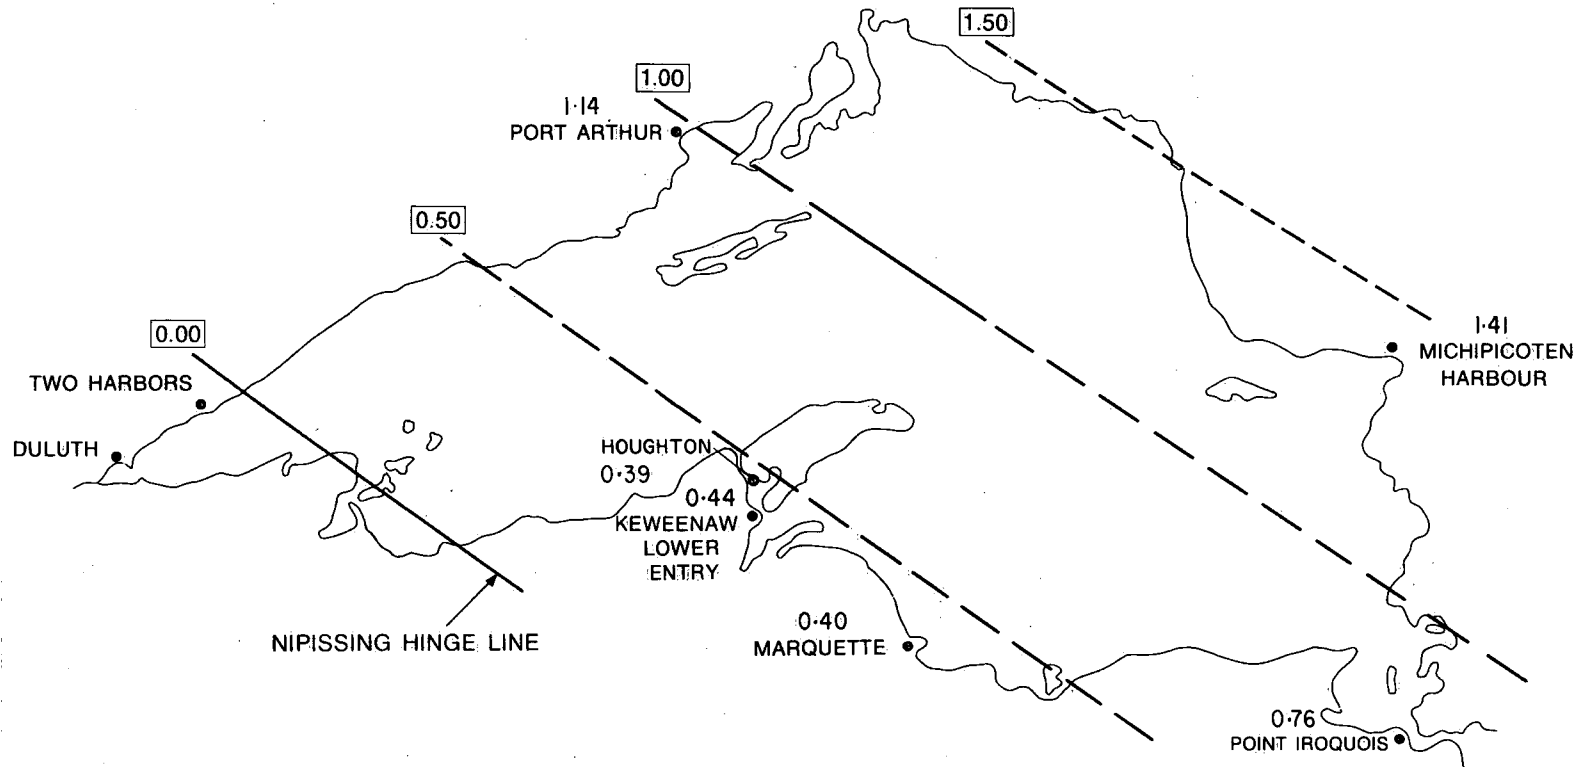 1.50
1.00
1·14
PORT ARTHUR
0.50
0.00
TWO HARBORS
DULUTH
1·41
MICHIPICOTEN
HARBOUR
HOUGHTON
0·39
0·44
KEWEENAW
LOWER
ENTRY
NIPISSING HINGE LINE
0·40
MARQUETTE
0·76
POINT IROQUOIS